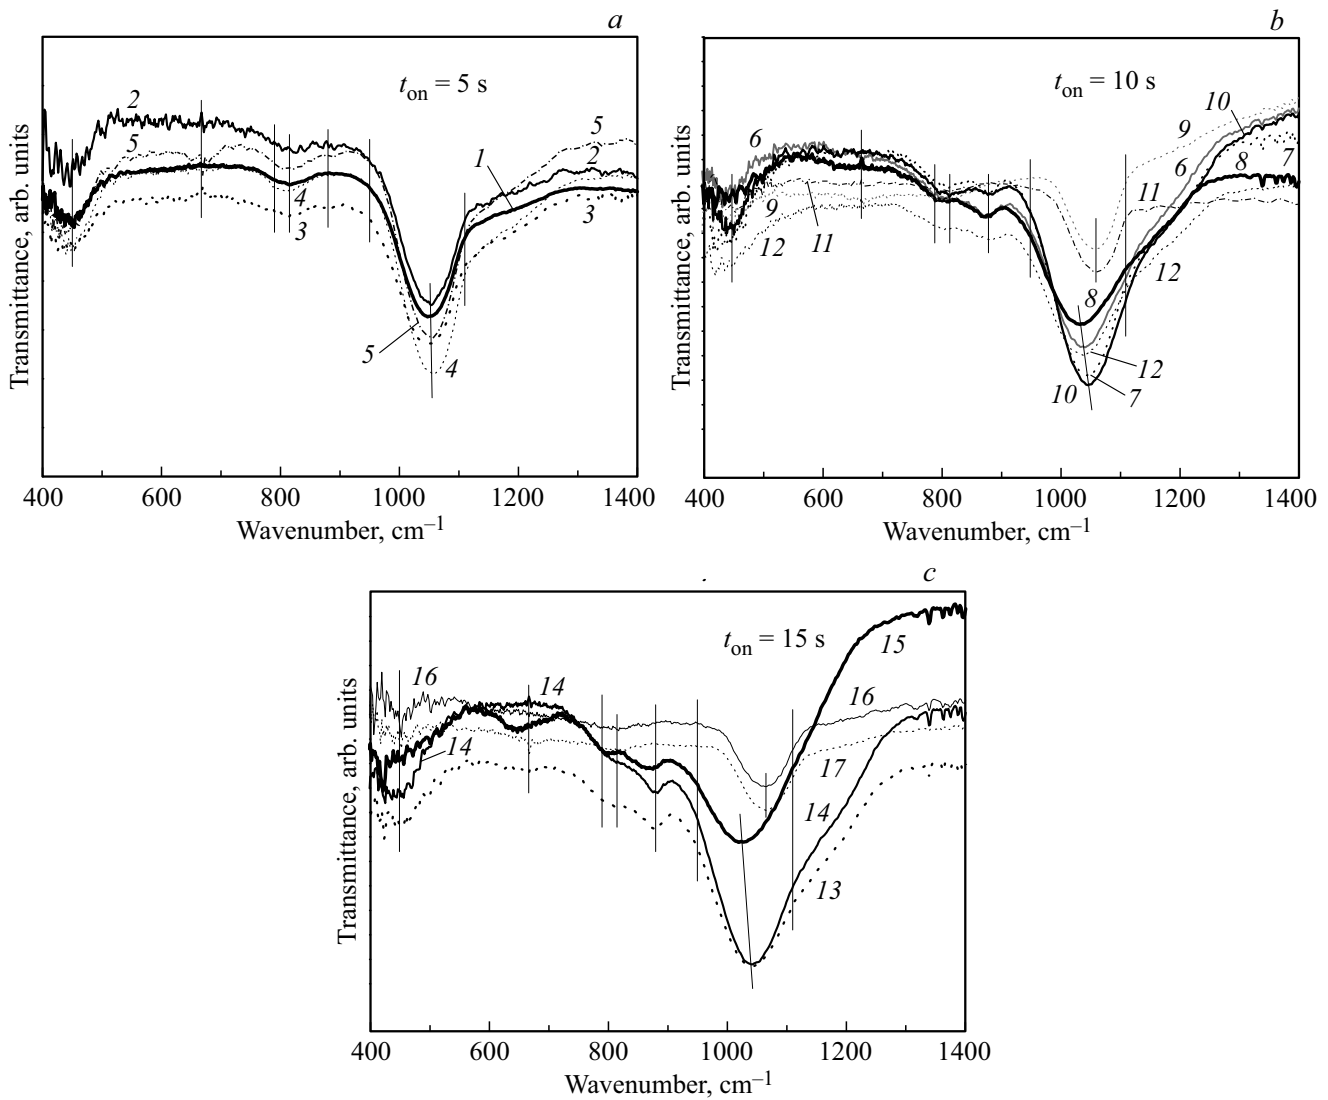 a
t_on = 5 s
2
5
1
5
2
4
3
3
5
4
Transmittance, arb. units
400 600 800 1000 1200 1400
Wavenumber, cm–1
b
t_on = 10 s
10
9
6
6
8
7
11
9
12
11
12
8
12
10
7
Transmittance, arb. units
400 600 800 1000 1200 1400
Wavenumber, cm–1
c
t_on = 15 s
15
16
14
16
14
17
14
13
Transmittance, arb. units
400 600 800 1000 1200 1400
Wavenumber, cm–1